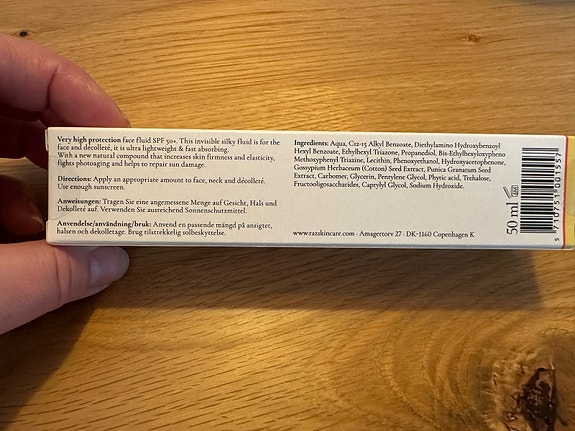 Very high protection face fluid SPF 50+. This invisible silky fluid is for the
face and décolleté, it is ultra lightweight & fast absorbing.
With a new natural compound that increases skin firmness and elasticity,
fights photoaging and helps to repair sun damage.
Directions: Apply an appropriate amount to face, neck and décolleté.
Use enough sunscreen.
Anweisungen: Tragen Sie eine angemessene Menge auf Gesicht, Hals und
Dekolleté auf. Verwenden Sie ausreichend Sonnenschutzmittel.
Anvendelse/användning/bruk: Anvend en passende mængd på ansigtet,
halsen och dekolletage. Brug tilstrekkelig solbeskyttelse.
Ingredients: Aqua, C12-15 Alkyl Benzoate, Diethylamino Hydroxybenzoyl
Hexyl Benzoate, Ethylhexyl Triazone, Propanediol, Bis-Ethylhexyloxypheno
Methoxyphenyl Triazine, Lecithin, Phenoxyethanol, Hydroxyacetophenone,
Gossypium Herbaceum (Cotton) Seed Extract, Punica Granatum Seed
Extract, Carbomer, Glycerin, Pentylene Glycol, Phytic acid, Trehalose,
Fructooligosaccharides, Caprylyl Glycol, Sodium Hydroxide.
www.razskincare.com · Amagertorv 27 · DK-1160 Copenhagen K
50 ml
5 710751 001557